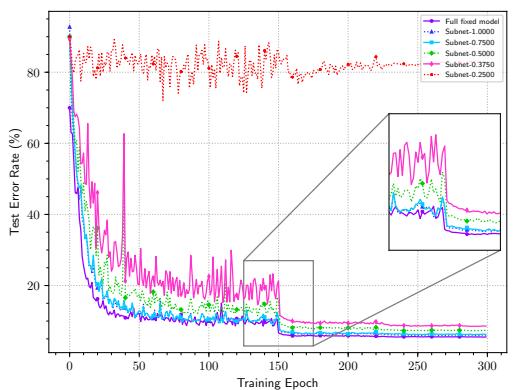 Full fixed model
Subnet-1.0000
Subnet-0.7500
Subnet-0.5000
Subnet-0.3750
Subnet-0.2500
80
60
40
20
Test Error Rate (%)
0 50 100 150 200 250 300
Training Epoch